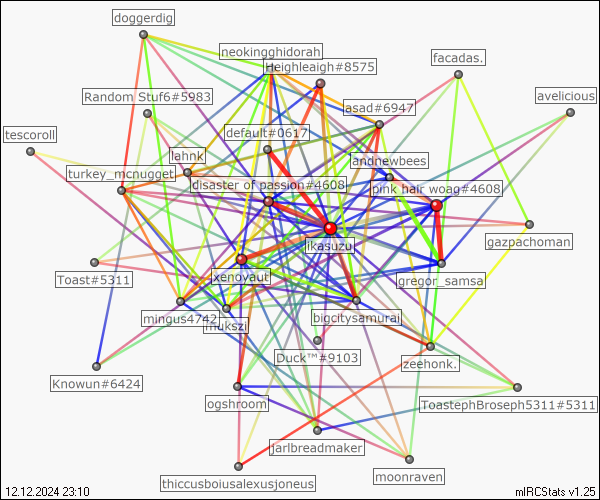 doggerdig
neokingghidorah
Heighleaigh#8575
facadas.
Random Stuf6#5983
avelicious
asad#6947
tescoroll
default#0617
lahnk
andnewbees
turkey_mcnugget
disaster of passion#4608
pink hair woag#4608
ikasuzu
gazpachoman
Toast#5311
xenovaut
gregor_samsa
mingus4742
mukszi
bigcitysamurai
Duck™#9103
zeehonk.
Knowun#6424
ogshroom
ToastephBroseph5311#5311
jarlbreadmaker
thiccusboiusalexusjoneus
moonraven
12.12.2024 23:10
mIRCStats v1.25